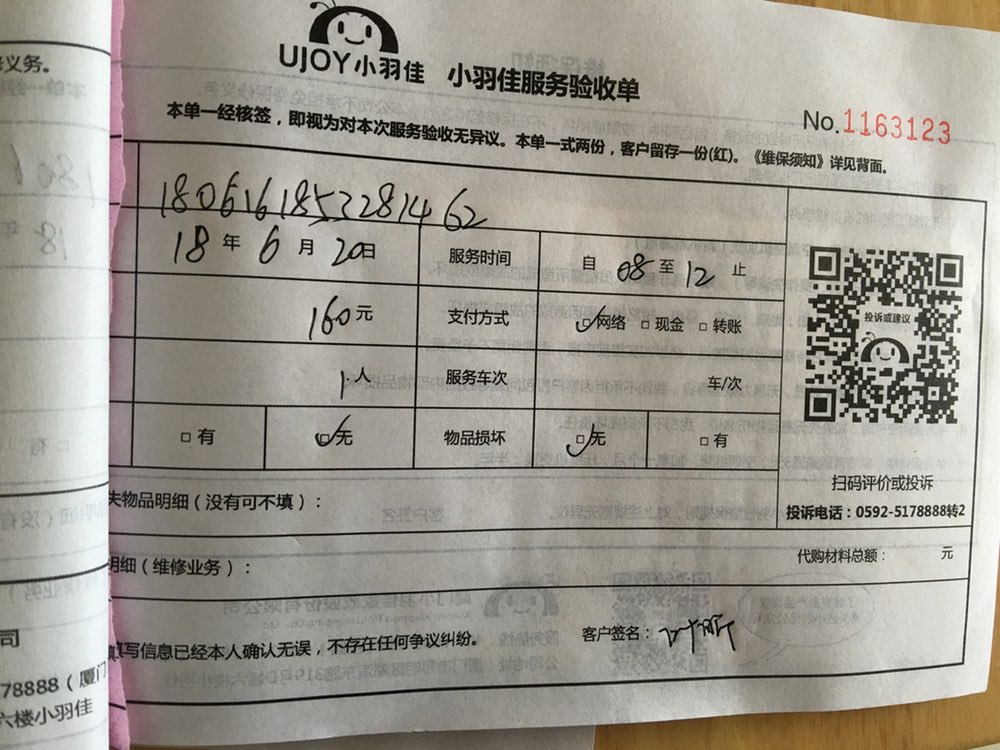 UJOY小羽佳 小羽佳服务验收单
No.1163123
本单一经核签，即视为对本次服务验收无异议。本单一式两份，客户留存一份(红)。《维保须知》详见背面。
1806161853281462
18年6月20日 服务时间 自08至12止
160元 支付方式 □网络 □现金 □转账
1人 服务车次 车/次
□有 □无 物品损坏 □无 □有
投诉或建议
扫码评价或投诉
投诉电话：0592-5178888转2
失物品明细（没有可不填）：
明细（维修业务）： 代购材料总额： 元
填写信息已经本人确认无误，不存在任何争议纠纷。 客户签名：
义务。
司
78888（厦门
六楼小羽佳